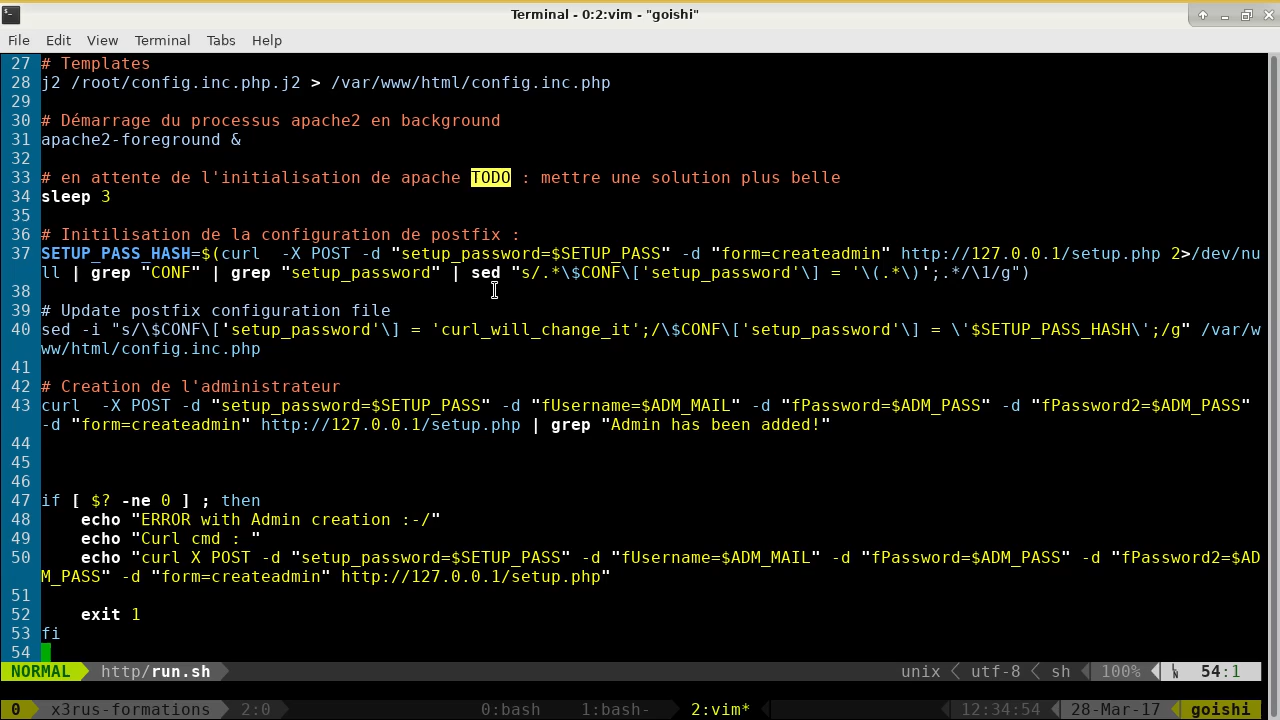 Terminal - 0:2:vim - "goishi"
File Edit View Terminal Tabs Help
27 # Templates
28 j2 /root/config.inc.php.j2 > /var/www/html/config.inc.php
29
30 # Démarrage du processus apache2 en background
31 apache2-foreground &
32
33 # en attente de l'initialisation de apache TODO : mettre une solution plus belle
34 sleep 3
35
36 # Initilisation de la configuration de postfix :
37 SETUP_PASS_HASH=$(curl  -X POST -d "setup_password=$SETUP_PASS" -d "form=createadmin" http://127.0.0.1/setup.php 2>/dev/nu
ll | grep "CONF" | grep "setup_password" | sed "s/.*\$CONF\['setup_password'\] = '\(.*\)';.*/\1/g")
38
39 # Update postfix configuration file
40 sed -i "s/\$CONF\['setup_password'\] = 'curl_will_change_it';/\$CONF\['setup_password'\] = \'$SETUP_PASS_HASH\';/g" /var/w
ww/html/config.inc.php
41
42 # Creation de l'administrateur
43 curl  -X POST -d "setup_password=$SETUP_PASS" -d "fUsername=$ADM_MAIL" -d "fPassword=$ADM_PASS" -d "fPassword2=$ADM_PASS"
-d "form=createadmin" http://127.0.0.1/setup.php | grep "Admin has been added!"
44
45
46
47 if [ $? -ne 0 ] ; then
48     echo "ERROR with Admin creation :-/"
49     echo "Curl cmd : "
50     echo "curl X POST -d "setup_password=$SETUP_PASS" -d "fUsername=$ADM_MAIL" -d "fPassword=$ADM_PASS" -d "fPassword2=$AD
M_PASS" -d "form=createadmin" http://127.0.0.1/setup.php"
51
52     exit 1
53 fi
54
NORMAL http/run.sh unix utf-8 sh 100% 54:1
0 x3rus-formations 2:0 0:bash 1:bash- 2:vim* 12:34:54 28-Mar-17 goishi